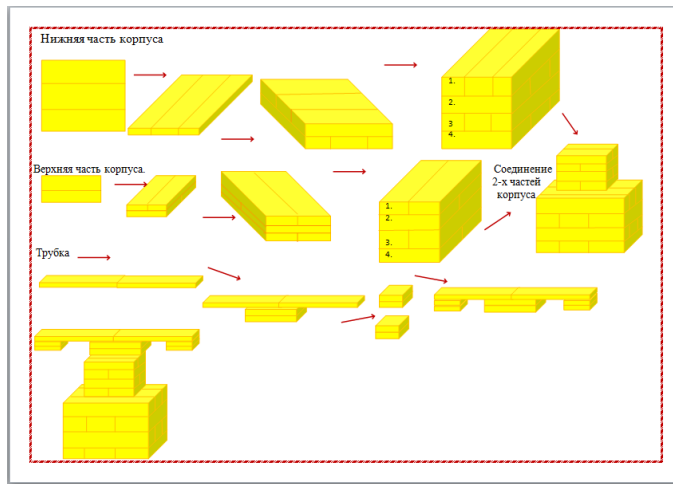 Нижняя часть корпуса
1.
2.
3
4.
Верхняя часть корпуса.
1.
2.
3.
4.
Соединение
2-х частей
корпуса
Трубка